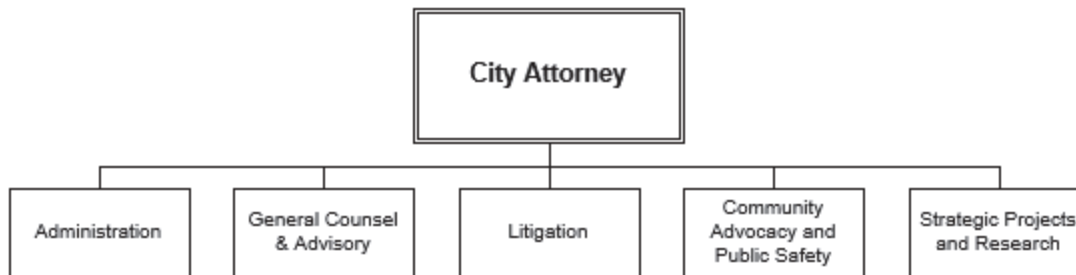 City Attorney
Administration
General Counsel
& Advisory
Litigation
Community
Advocacy and
Public Safety
Strategic Projects
and Research